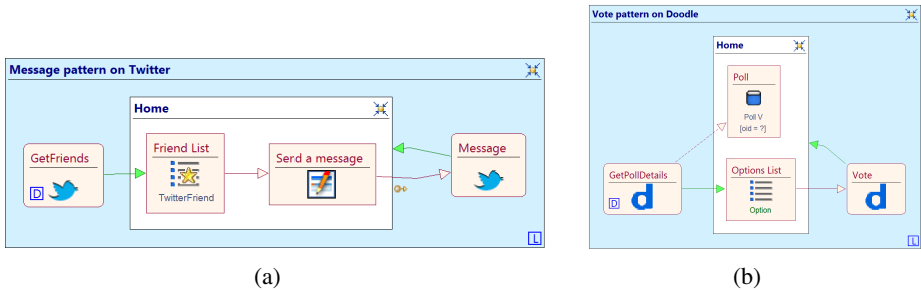 Message pattern on Twitter
Home
GetFriends
D
Friend List
TwitterFriend
Serd a message
Message
L
(a)
Vote pattern on Doodle
Home
Poll
Poll V
[oid = ?]
GetPollDetails
D
d
Options List
Option
Vote
d
L
(b)